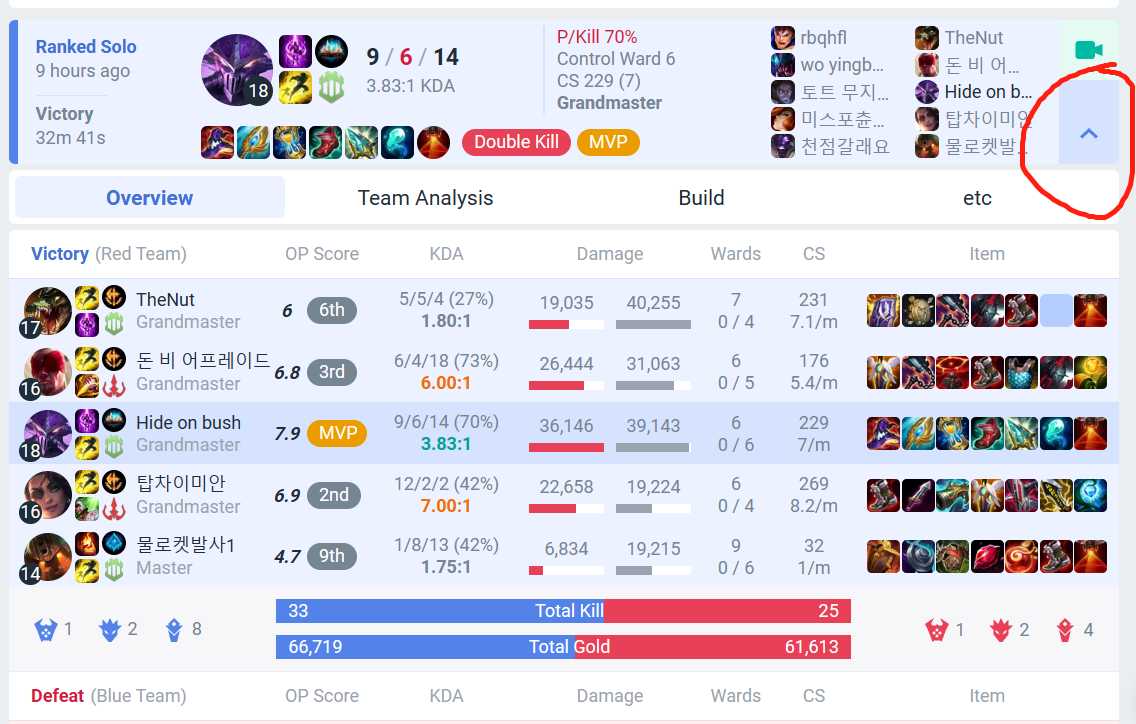 Ranked Solo
9 hours ago
Victory
32m 41s
18
9 / 6 / 14
3.83:1 KDA
Double Kill
MVP
P/Kill 70%
Control Ward 6
CS 229 (7)
Grandmaster
rbqhfl
wo yingb...
토트 무지...
미스포츈...
천점갈래요
TheNut
돈 비 어...
Hide on b...
탑차이미안
물로켓발...
Overview
Team Analysis
Build
etc
Victory (Red Team)
OP Score
KDA
Damage
Wards
CS
Item
17
TheNut
Grandmaster
6
6th
5/5/4 (27%)
1.80:1
19,035
40,255
7
0 / 4
231
7.1/m
16
돈 비 어프레이드
Grandmaster
6.8
3rd
6/4/18 (73%)
6.00:1
26,444
31,063
6
0 / 5
176
5.4/m
18
Hide on bush
Grandmaster
7.9
MVP
9/6/14 (70%)
3.83:1
36,146
39,143
6
0 / 6
229
7/m
16
탑차이미안
Grandmaster
6.9
2nd
12/2/2 (42%)
7.00:1
22,658
19,224
6
0 / 4
269
8.2/m
14
물로켓발사1
Master
4.7
9th
1/8/13 (42%)
1.75:1
6,834
19,215
9
0 / 6
32
1/m
1
2
8
33
Total Kill
25
66,719
Total Gold
61,613
1
2
4
Defeat (Blue Team)
OP Score
KDA
Damage
Wards
CS
Item